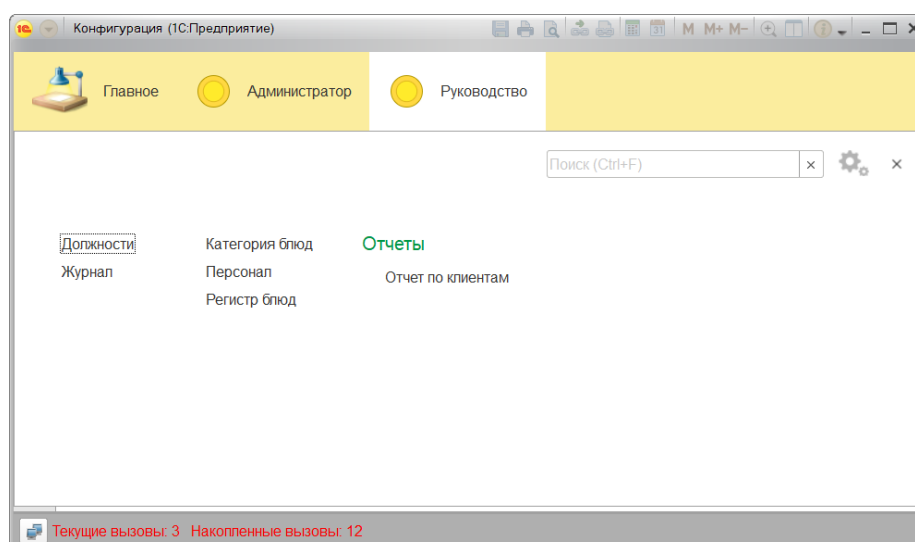 1С Конфигурация (1С:Предприятие) 31 M M+ M-
Главное Администратор Руководство
Поиск (Ctrl+F)
Должности Категория блюд Отчеты
Журнал Персонал Отчет по клиентам
Регистр блюд
Текущие вызовы: 3 Накопленные вызовы: 12